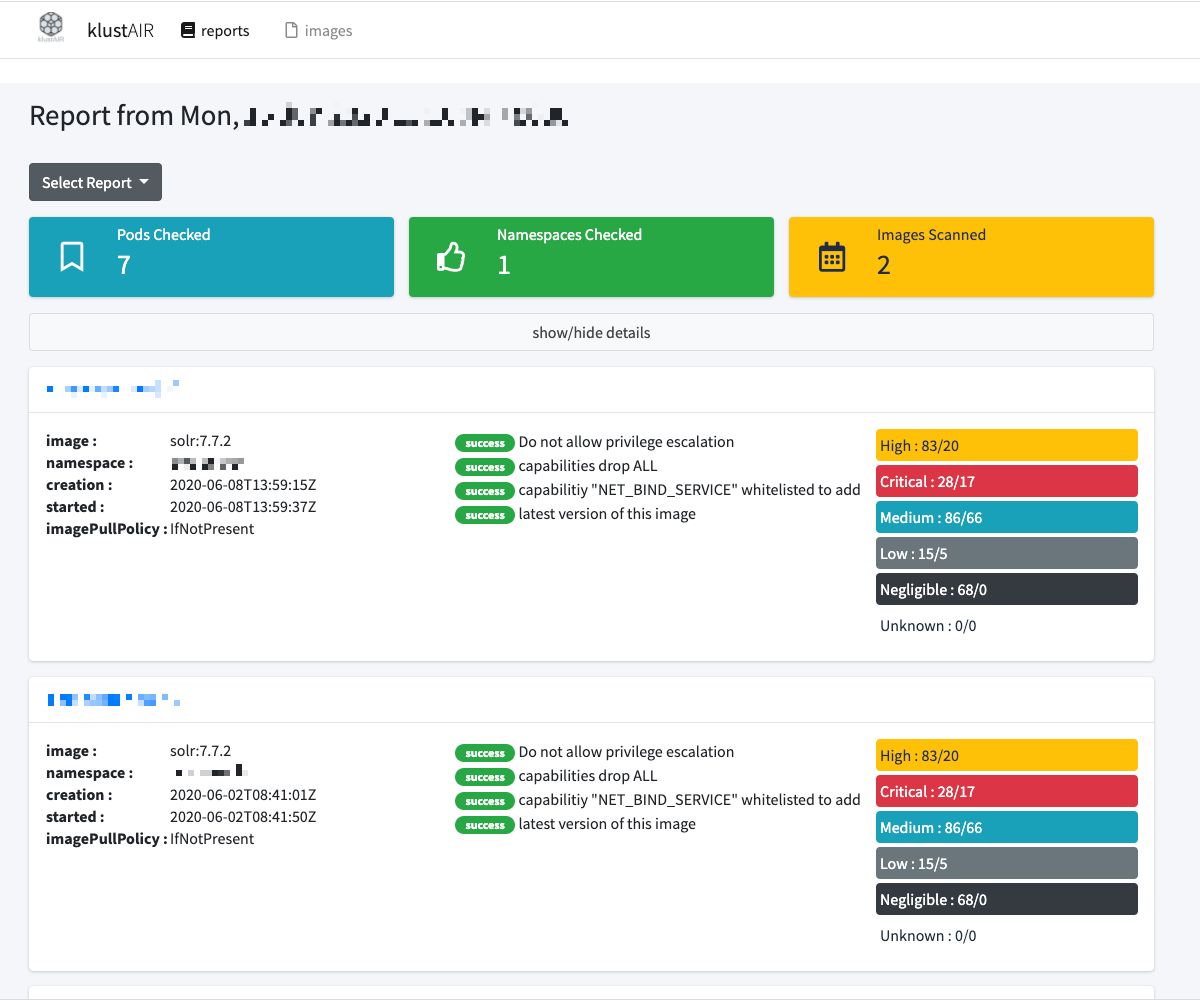 klustAIR
klustAIR reports images
Report from Mon,
Select Report
Pods Checked
7
Namespaces Checked
1
Images Scanned
2
show/hide details
image : solr:7.7.2
namespace :
creation : 2020-06-08T13:59:15Z
started : 2020-06-08T13:59:37Z
imagePullPolicy : IfNotPresent
success Do not allow privilege escalation
success capabilities drop ALL
success capabilitiy "NET_BIND_SERVICE" whitelisted to add
success latest version of this image
High : 83/20
Critical : 28/17
Medium : 86/66
Low : 15/5
Negligible : 68/0
Unknown : 0/0
image : solr:7.7.2
namespace :
creation : 2020-06-02T08:41:01Z
started : 2020-06-02T08:41:50Z
imagePullPolicy : IfNotPresent
success Do not allow privilege escalation
success capabilities drop ALL
success capabilitiy "NET_BIND_SERVICE" whitelisted to add
success latest version of this image
High : 83/20
Critical : 28/17
Medium : 86/66
Low : 15/5
Negligible : 68/0
Unknown : 0/0